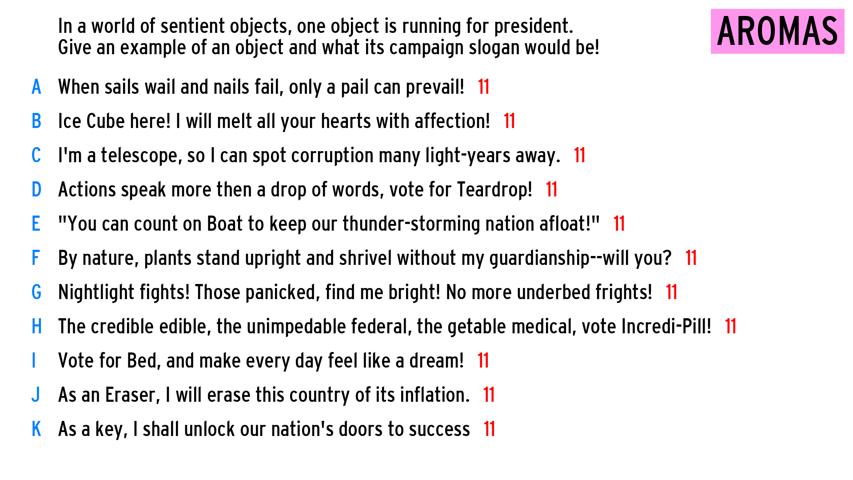 In a world of sentient objects, one object is running for president.
Give an example of an object and what its campaign slogan would be!
AROMAS
A When sails wail and nails fail, only a pail can prevail! 11
B Ice Cube here! I will melt all your hearts with affection! 11
C I'm a telescope, so I can spot corruption many light-years away. 11
D Actions speak more then a drop of words, vote for Teardrop! 11
E "You can count on Boat to keep our thunder-storming nation afloat!" 11
F By nature, plants stand upright and shrivel without my guardianship--will you? 11
G Nightlight fights! Those panicked, find me bright! No more underbed frights! 11
H The credible edible, the unimpedable federal, the getable medical, vote Incredi-Pill! 11
I Vote for Bed, and make every day feel like a dream! 11
J As an Eraser, I will erase this country of its inflation. 11
K As a key, I shall unlock our nation's doors to success 11